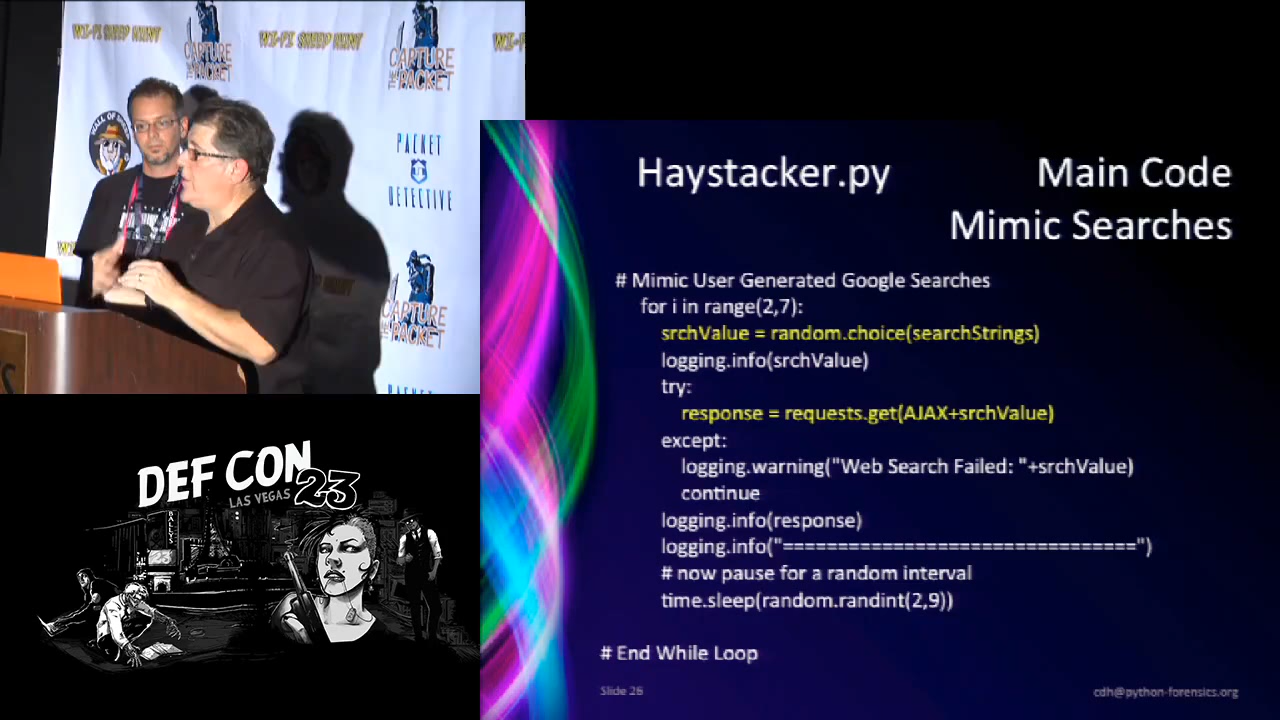 WI-FI SHEEP HUNT
WI-FI SHEEP HUNT
WI-F
CAPTURE
THE PACKET
CAPTURE
THE PACKET
WALL OF SHEEP
PACKET
DETECTIVE
CAPTURE
THE PACKET
DEF CON
LAS VEGAS 23
BALLYS
Haystacker.py Main Code
Mimic Searches
# Mimic User Generated Google Searches
for i in range(2,7):
srchValue = random.choice(searchStrings)
logging.info(srchValue)
try:
response = requests.get(AJAX+srchValue)
except:
logging.warning("Web Search Failed: "+srchValue)
continue
logging.info(response)
logging.info("=================================")
# now pause for a random interval
time.sleep(random.randint(2,9))
# End While Loop
Slide 26
cdh@python-forensics.org